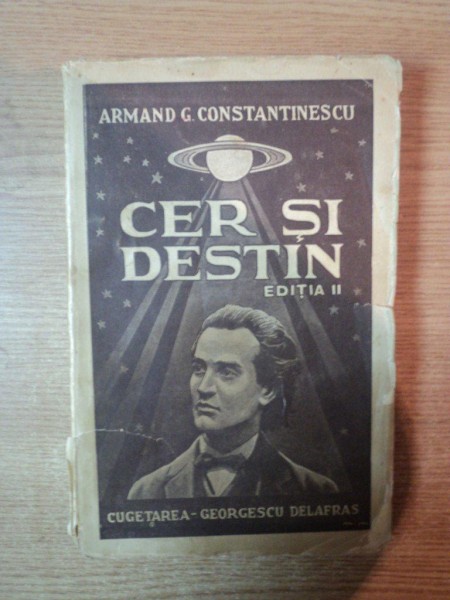 ARMAND G. CONSTANTINESCU
CER ȘI
DESTIN
EDIȚIA II
CUGETAREA - GEORGESCU DELAFRAS